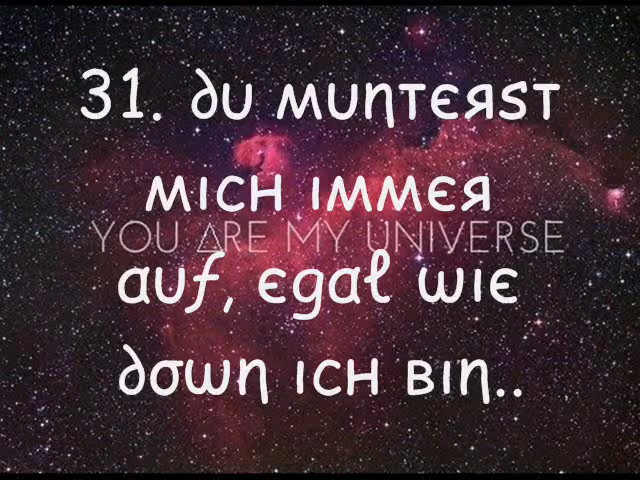 31. du munterst
mich immer
YOU ARE MY UNIVERSE
auf, egal wie
down ich bin..